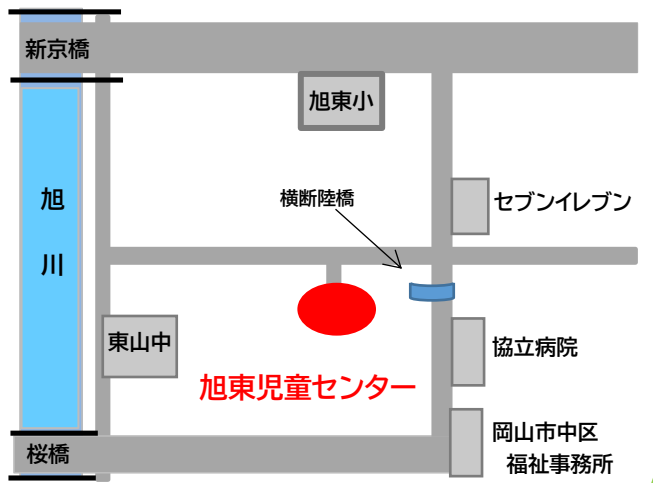 新京橋
旭東小
旭
川
横断陸橋
セブンイレブン
東山中
協立病院
旭東児童センター
岡山市中区
福祉事務所
桜橋